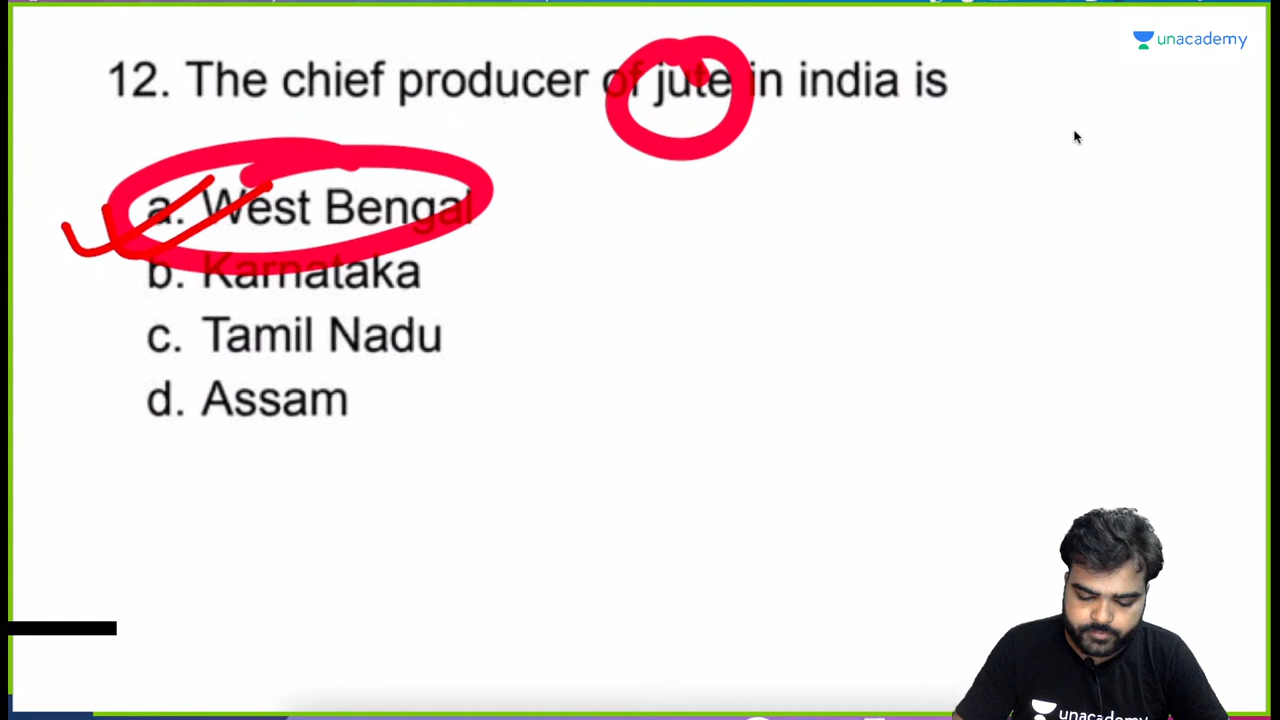 unacademy
12. The chief producer of jute in india is
a. West Bengal
b. Karnataka
c. Tamil Nadu
d. Assam
unacademy